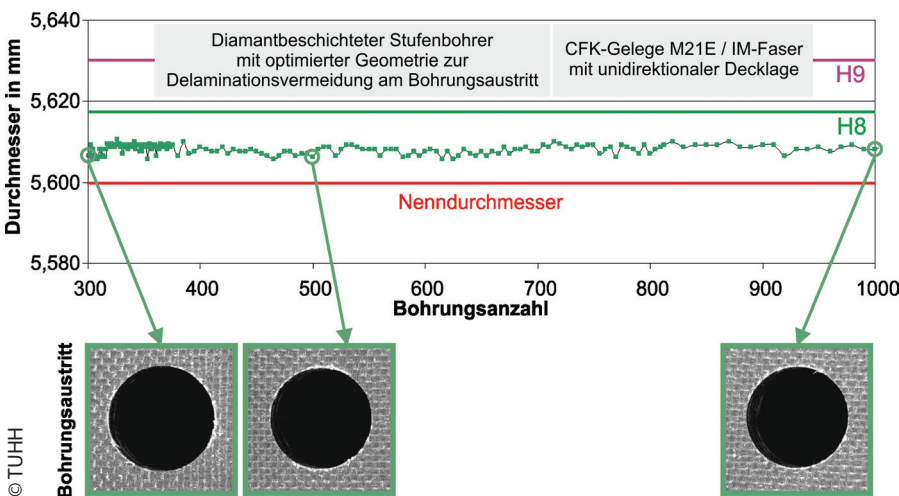 5,640
5,620
5,600
5,580
Durchmesser in mm
Diamantbeschichteter Stufenbohrer
mit optimierter Geometrie zur
Delaminationsvermeidung am Bohrungsaustritt
CFK-Gelege M21E / IM-Faser
mit unidirektionaler Decklage
H9
H8
Nenndurchmesser
300 400 500 600 700 800 900 1000
Bohrungsanzahl
Bohrungsaustritt
© TUHH